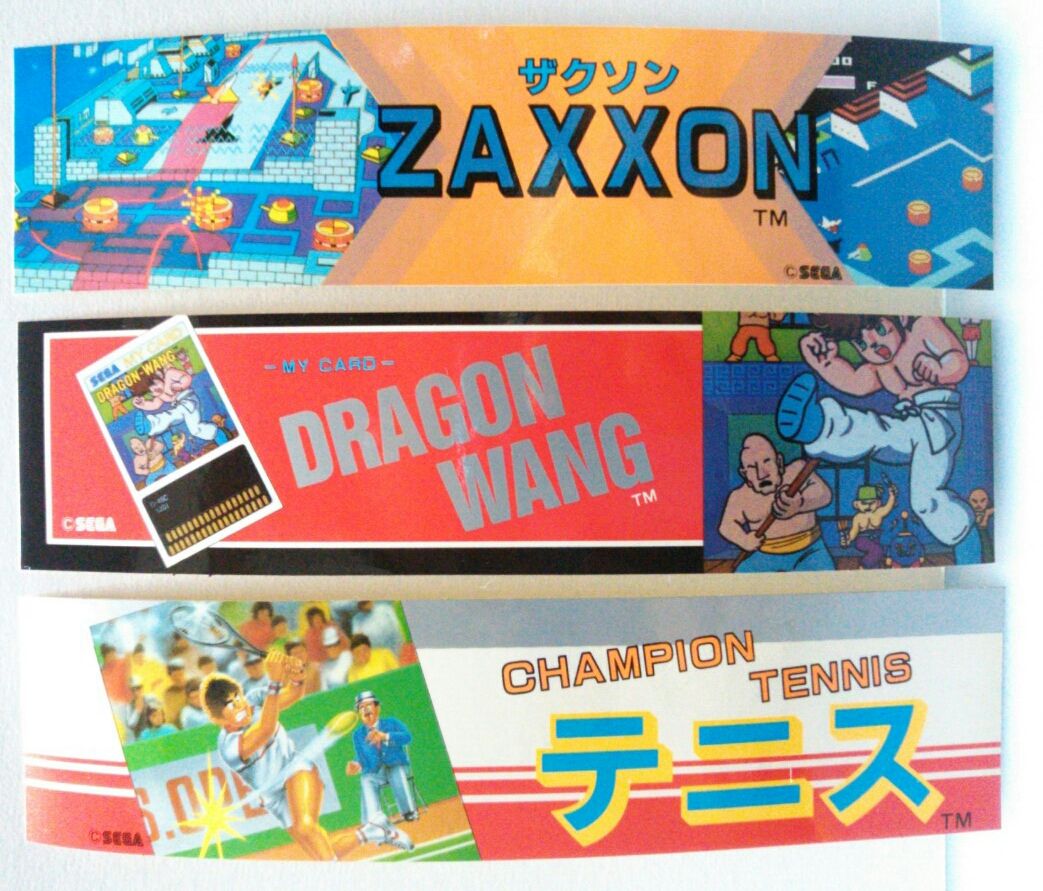 ザクソン
ZAXXON
TM
©SEGA
SEGA MY CARD
DRAGON-WANG
- MY CARD -
DRAGON
WANG
TM
©SEGA
CHAMPION
TENNIS
テニス
TM
S.OPE
©SEGA